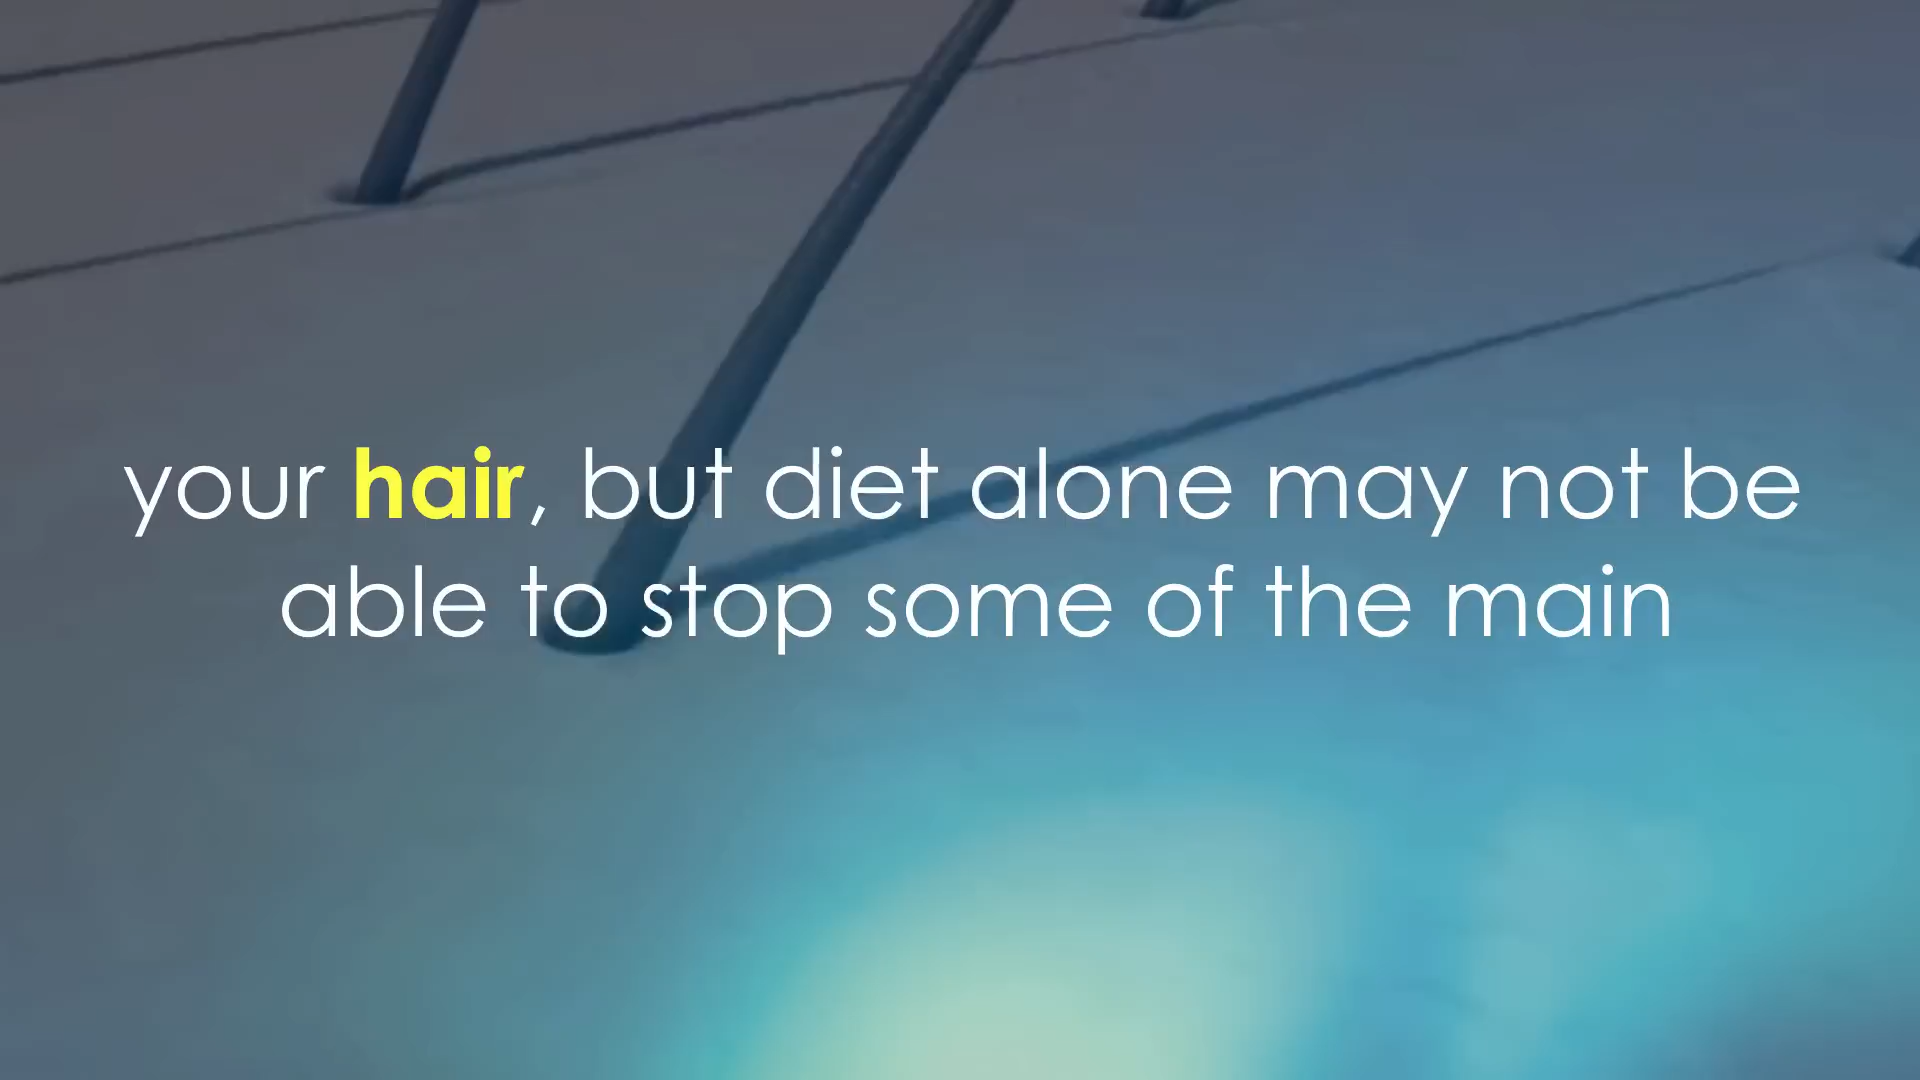 your hair, but diet alone may not be
able to stop some of the main